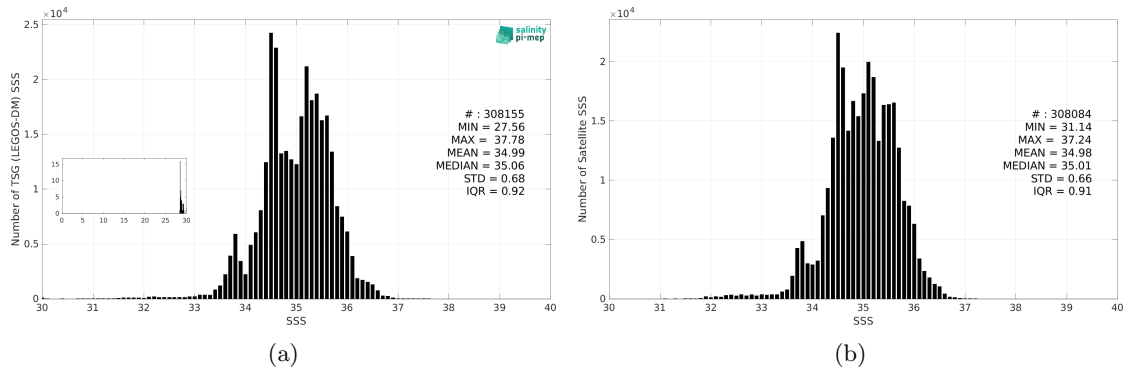 ×10⁴
2.5
2
1.5
1
0.5
0
Number of TSG (LEGOS-DM) SSS
salinity
pi-mep
# : 308155
MIN = 27.56
MAX = 37.78
MEAN = 34.99
MEDIAN = 35.06
STD = 0.68
IQR = 0.92
15
10
5
0
0 5 10 15 20 25 30
30 31 32 33 34 35 36 37 38 39 40
SSS
(a)
×10⁴
2
1.5
1
0.5
0
Number of Satellite SSS
# : 308084
MIN = 31.14
MAX = 37.24
MEAN = 34.98
MEDIAN = 35.01
STD = 0.66
IQR = 0.91
30 31 32 33 34 35 36 37 38 39 40
SSS
(b)